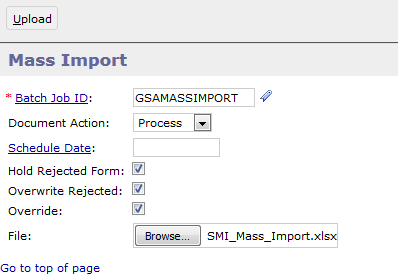 Upload
Mass Import
* Batch Job ID: GSAMASSIMPORT
Document Action: Process
Schedule Date:
Hold Rejected Form:
Overwrite Rejected:
Override:
File: Browse... SMI_Mass_Import.xlsx
Go to top of page